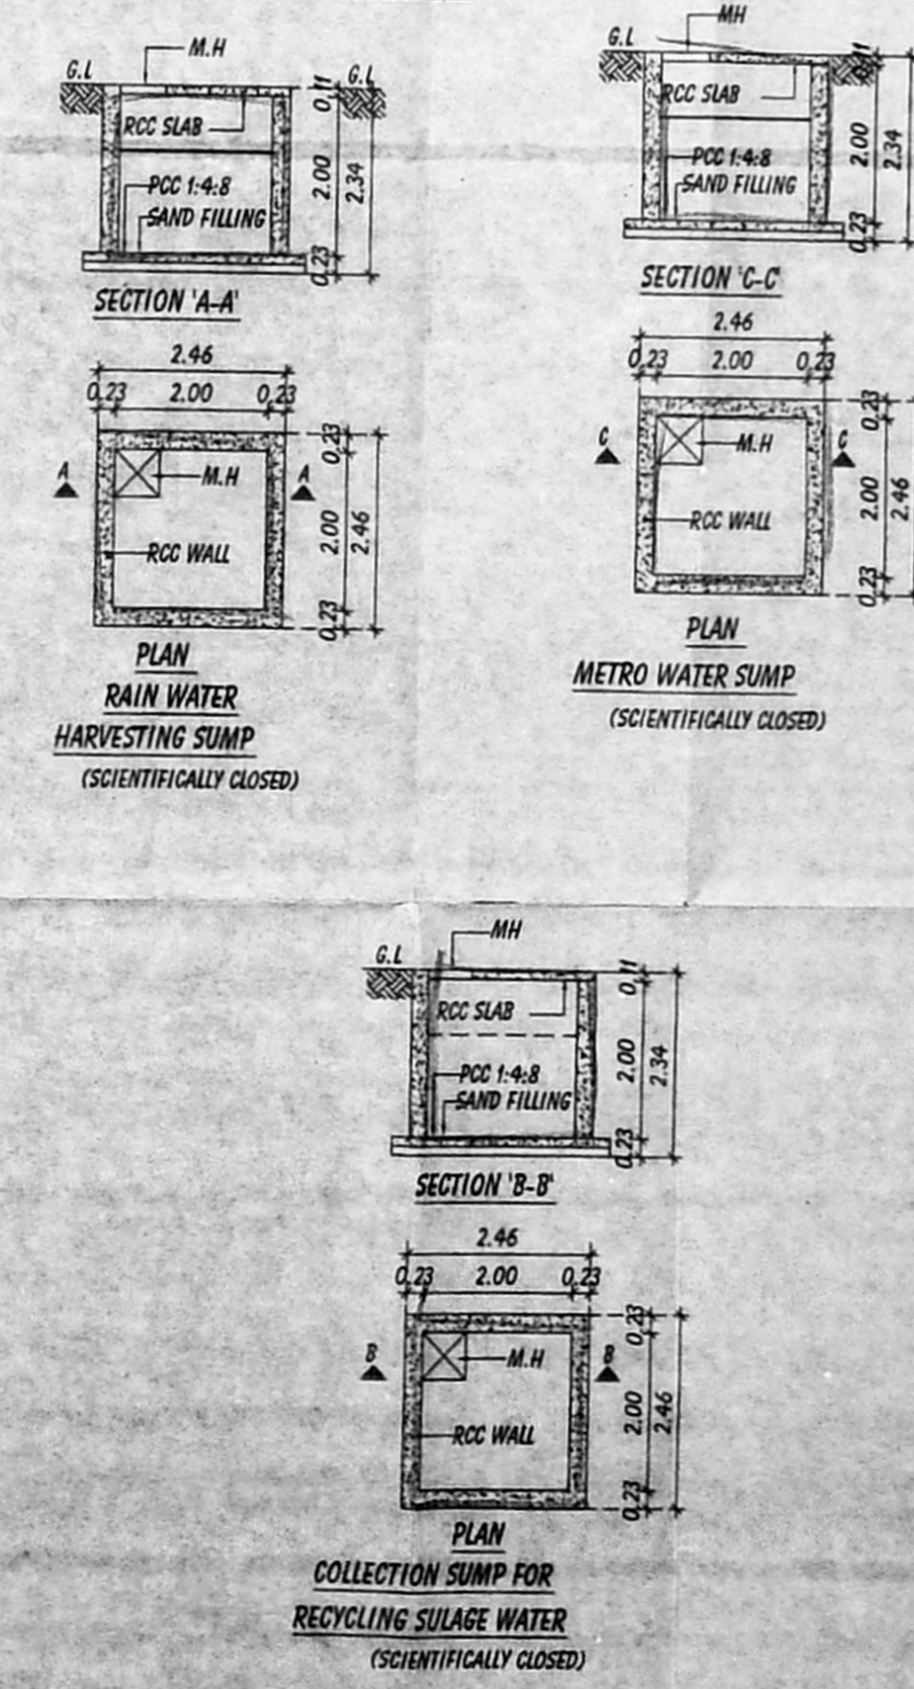 M.H
G.L
G.L
RCC SLAB
PCC 1:4:8
SAND FILLING
0.11
2.00
2.34
0.23
SECTION 'A-A'
2.46
0.23 2.00 0.23
A
A
M.H
RCC WALL
0.23
2.00
2.46
0.23
PLAN
RAIN WATER
HARVESTING SUMP
(SCIENTIFICALLY CLOSED)
MH
G.L
RCC SLAB
PCC 1:4:8
SAND FILLING
0.11
2.00
2.34
0.23
SECTION 'C-C'
2.46
0.23 2.00 0.23
C
C
M.H
RCC WALL
0.23
2.00
2.46
0.23
PLAN
METRO WATER SUMP
(SCIENTIFICALLY CLOSED)
MH
G.L
RCC SLAB
PCC 1:4:8
SAND FILLING
0.11
2.00
2.34
0.23
SECTION 'B-B'
2.46
0.23 2.00 0.23
B
B
M.H
RCC WALL
0.23
2.00
2.46
0.23
PLAN
COLLECTION SUMP FOR
RECYCLING SULAGE WATER
(SCIENTIFICALLY CLOSED)